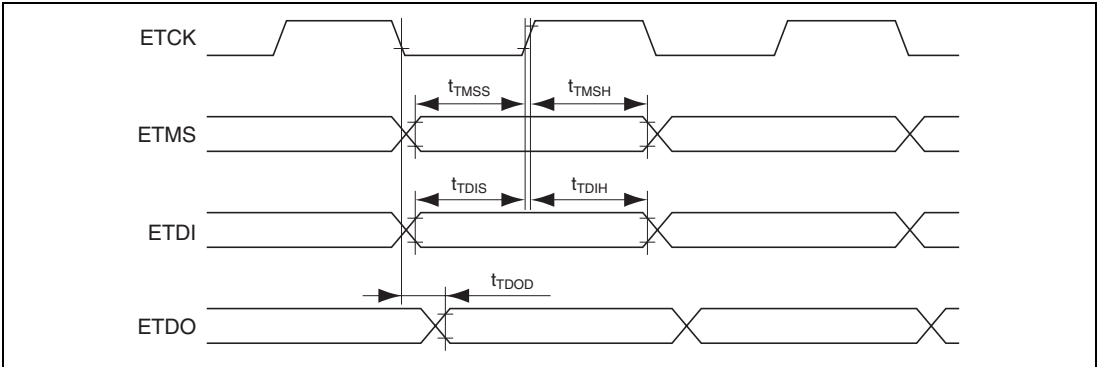 ETCK
tTMSS
tTMSH
ETMS
tTDIS
tTDIH
ETDI
tTDOD
ETDO